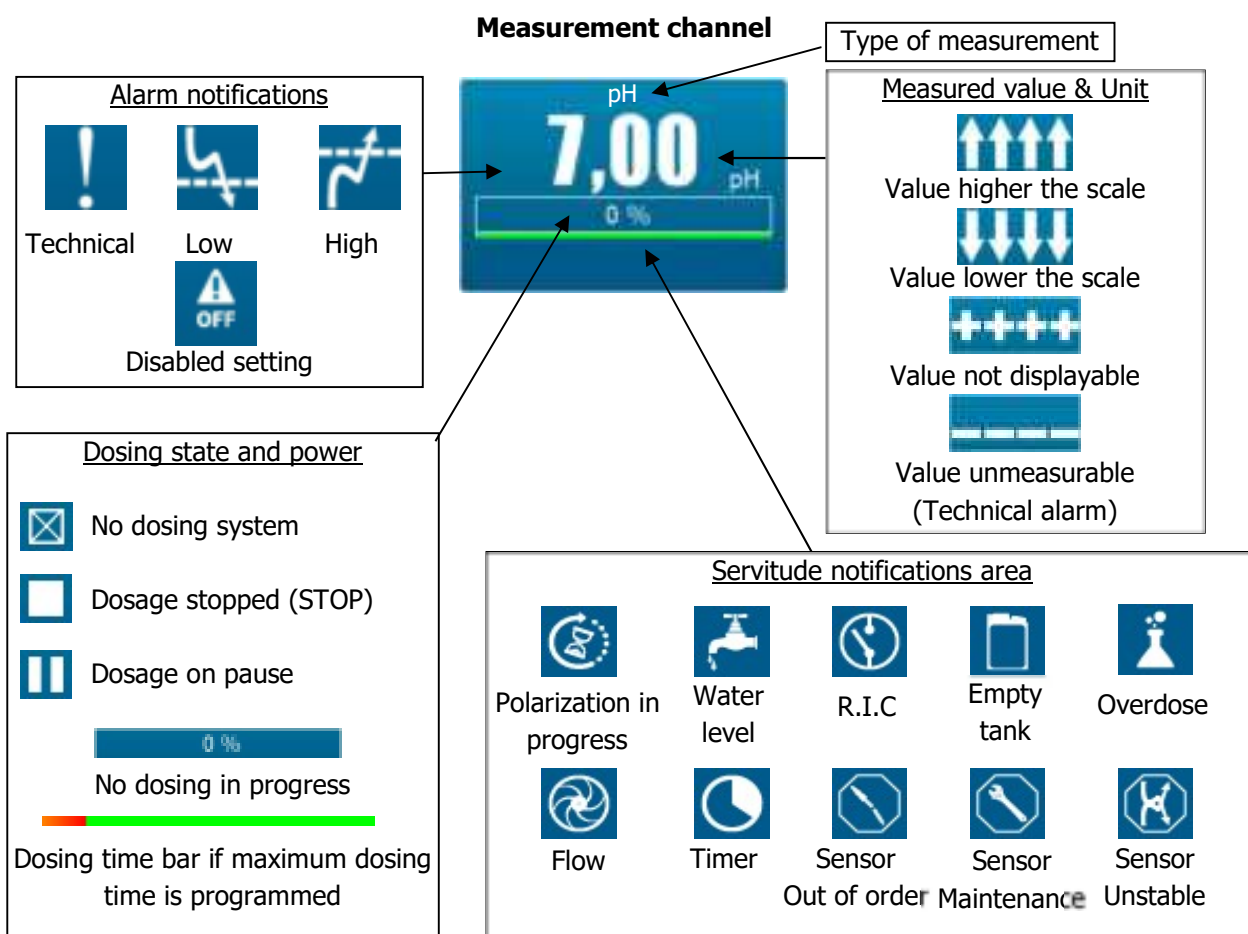 Measurement channel
Type of measurement
Alarm notifications
Technical
Low
High
OFF
Disabled setting
pH
7,00
pH
0 %
Measured value & Unit
Value higher the scale
Value lower the scale
Value not displayable
Value unmeasurable
(Technical alarm)
Dosing state and power
No dosing system
Dosage stopped (STOP)
Dosage on pause
0 %
No dosing in progress
Dosing time bar if maximum dosing
time is programmed
Servitude notifications area
Polarization in
progress
Water
level
R.I.C
Empty
tank
Overdose
Flow
Timer
Sensor
Out of order
Sensor
Maintenance
Sensor
Unstable